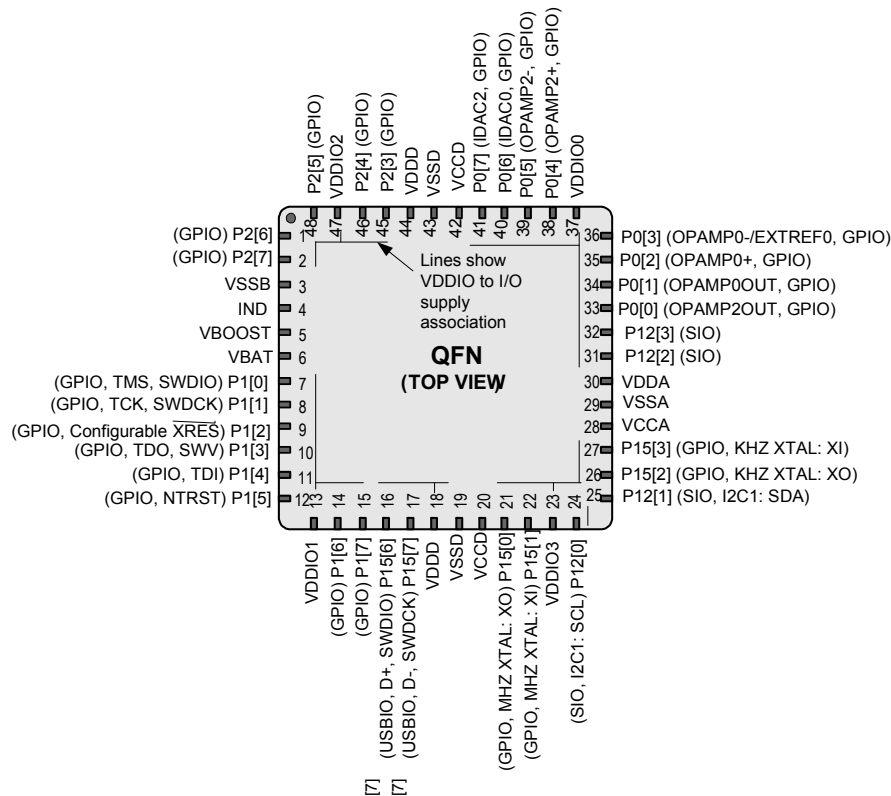 P2[5] (GPIO)
VDDIO2
P2[4] (GPIO)
P2[3] (GPIO)
VDDD
VSSD
VCCD
P0[7] (IDAC2, GPIO)
P0[6] (IDAC0, GPIO)
P0[5] (OPAMP2-, GPIO)
P0[4] (OPAMP2+, GPIO)
VDDIO0
48
47
46
45
44
43
42
41
40
39
38
37
(GPIO) P2[6] 1
(GPIO) P2[7] 2
VSSB 3
IND 4
VBOOST 5
VBAT 6
(GPIO, TMS, SWDIO) P1[0] 7
(GPIO, TCK, SWDCK) P1[1] 8
(GPIO, Configurable XRES) P1[2] 9
(GPIO, TDO, SWV) P1[3] 10
(GPIO, TDI) P1[4] 11
(GPIO, NTRST) P1[5] 12
Lines show
VDDIO to I/O
supply
association
QFN
(TOP VIEW)
36 P0[3] (OPAMP0-/EXTREF0, GPIO)
35 P0[2] (OPAMP0+, GPIO)
34 P0[1] (OPAMP0OUT, GPIO)
33 P0[0] (OPAMP2OUT, GPIO)
32 P12[3] (SIO)
31 P12[2] (SIO)
30 VDDA
29 VSSA
28 VCCA
27 P15[3] (GPIO, KHZ XTAL: XI)
26 P15[2] (GPIO, KHZ XTAL: XO)
25 P12[1] (SIO, I2C1: SDA)
13
14
15
16
17
18
19
20
21
22
23
24
VDDIO1
(GPIO) P1[6]
(GPIO) P1[7]
(USBIO, D+, SWDIO) P15[6]
(USBIO, D-, SWDCK) P15[7]
VDDD
VSSD
VCCD
(GPIO, MHZ XTAL: XO) P15[0]
(GPIO, MHZ XTAL: XI) P15[1]
VDDIO3
(SIO, I2C1: SCL) P12[0]
[7]
[7]